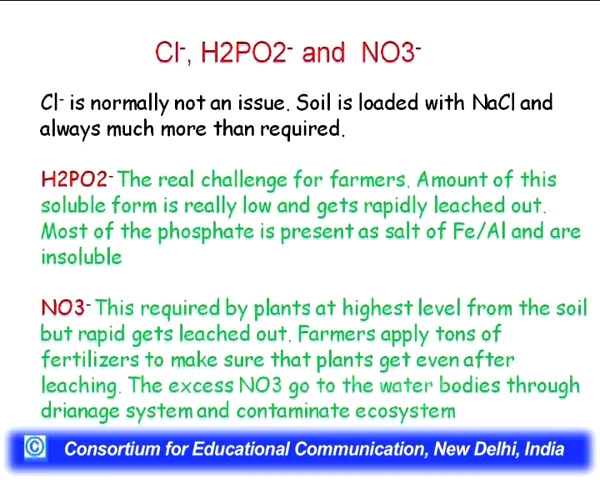 Cl-, H2PO2- and NO3-
Cl- is normally not an issue. Soil is loaded with NaCl and
always much more than required.
H2PO2- The real challenge for farmers. Amount of this
soluble form is really low and gets rapidly leached out.
Most of the phosphate is present as salt of Fe/Al and are
insoluble
NO3- This required by plants at highest level from the soil
but rapid gets leached out. Farmers apply tons of
fertilizers to make sure that plants get even after
leaching. The excess NO3 go to the water bodies through
drianage system and contaminate ecosystem
© Consortium for Educational Communication, New Delhi, India